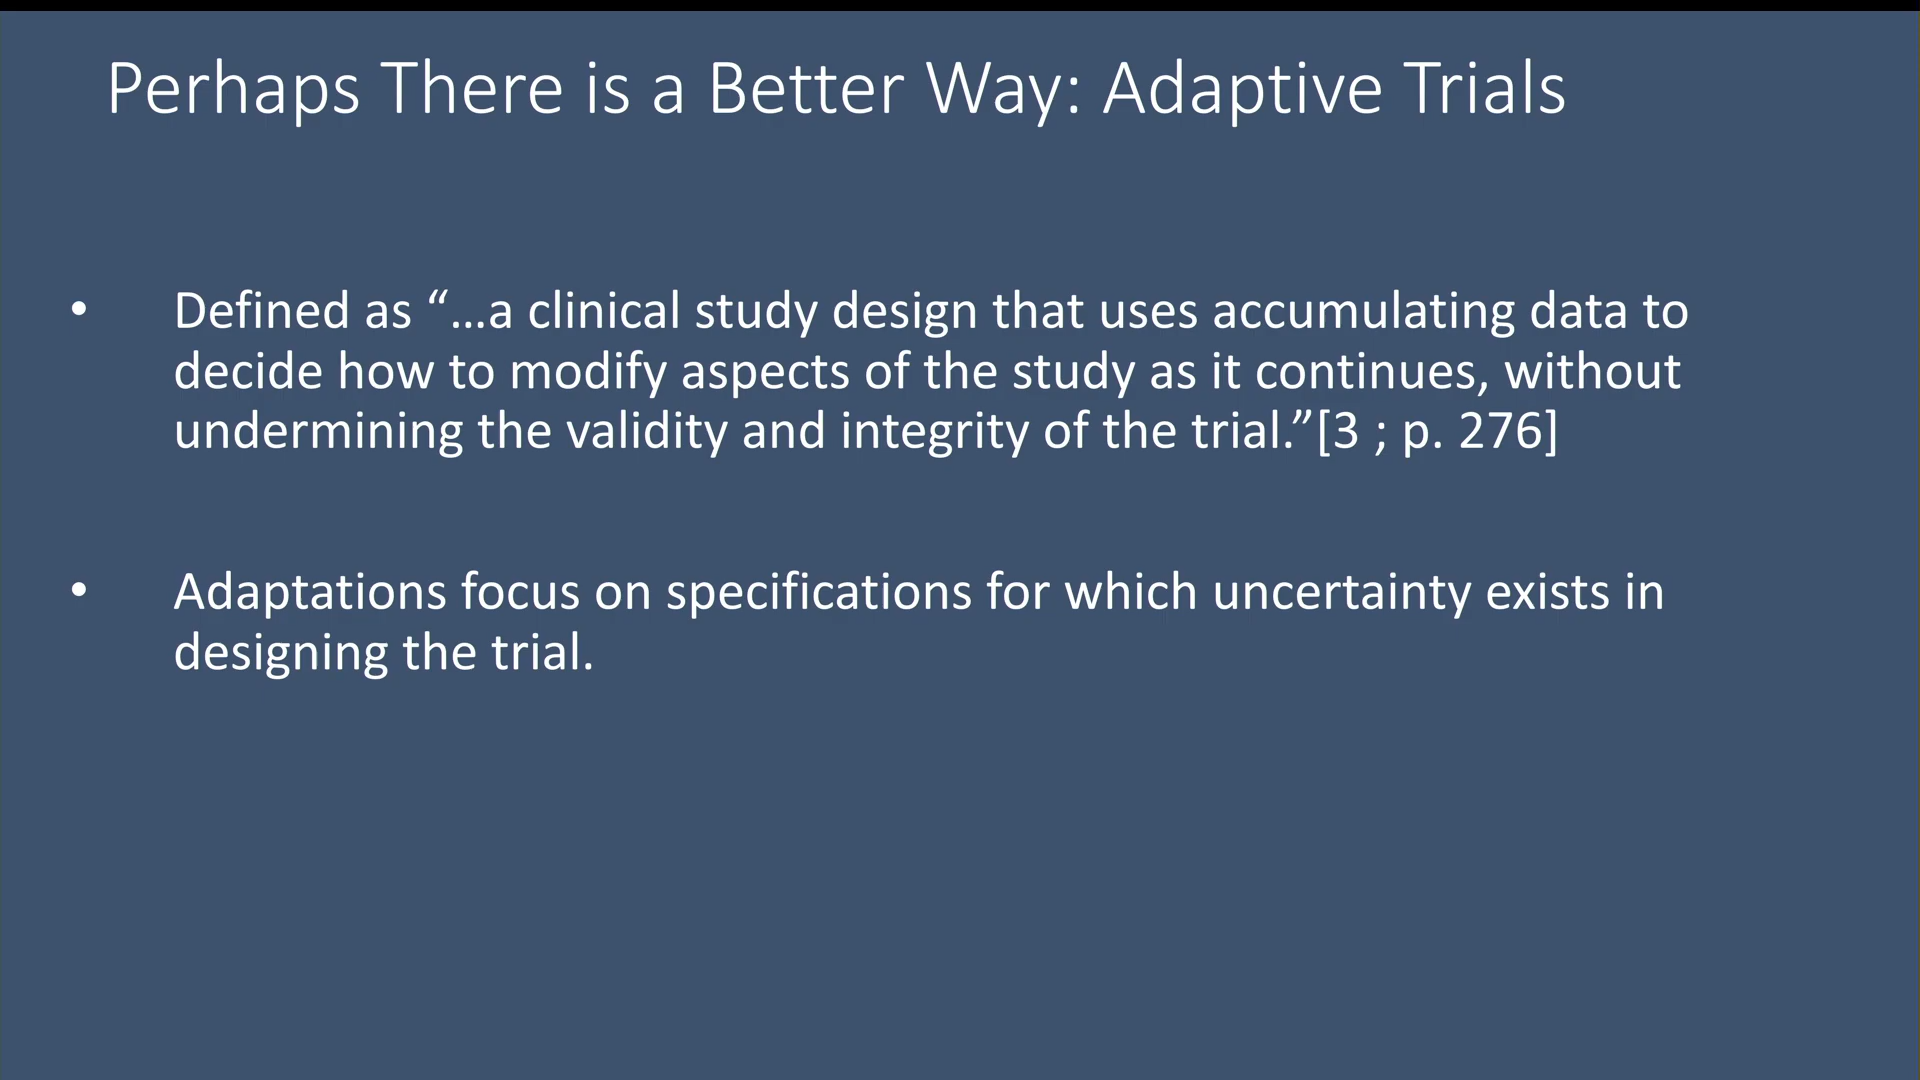 Perhaps There is a Better Way: Adaptive Trials
• Defined as “...a clinical study design that uses accumulating data to
decide how to modify aspects of the study as it continues, without
undermining the validity and integrity of the trial.”[3 ; p. 276]
• Adaptations focus on specifications for which uncertainty exists in
designing the trial.